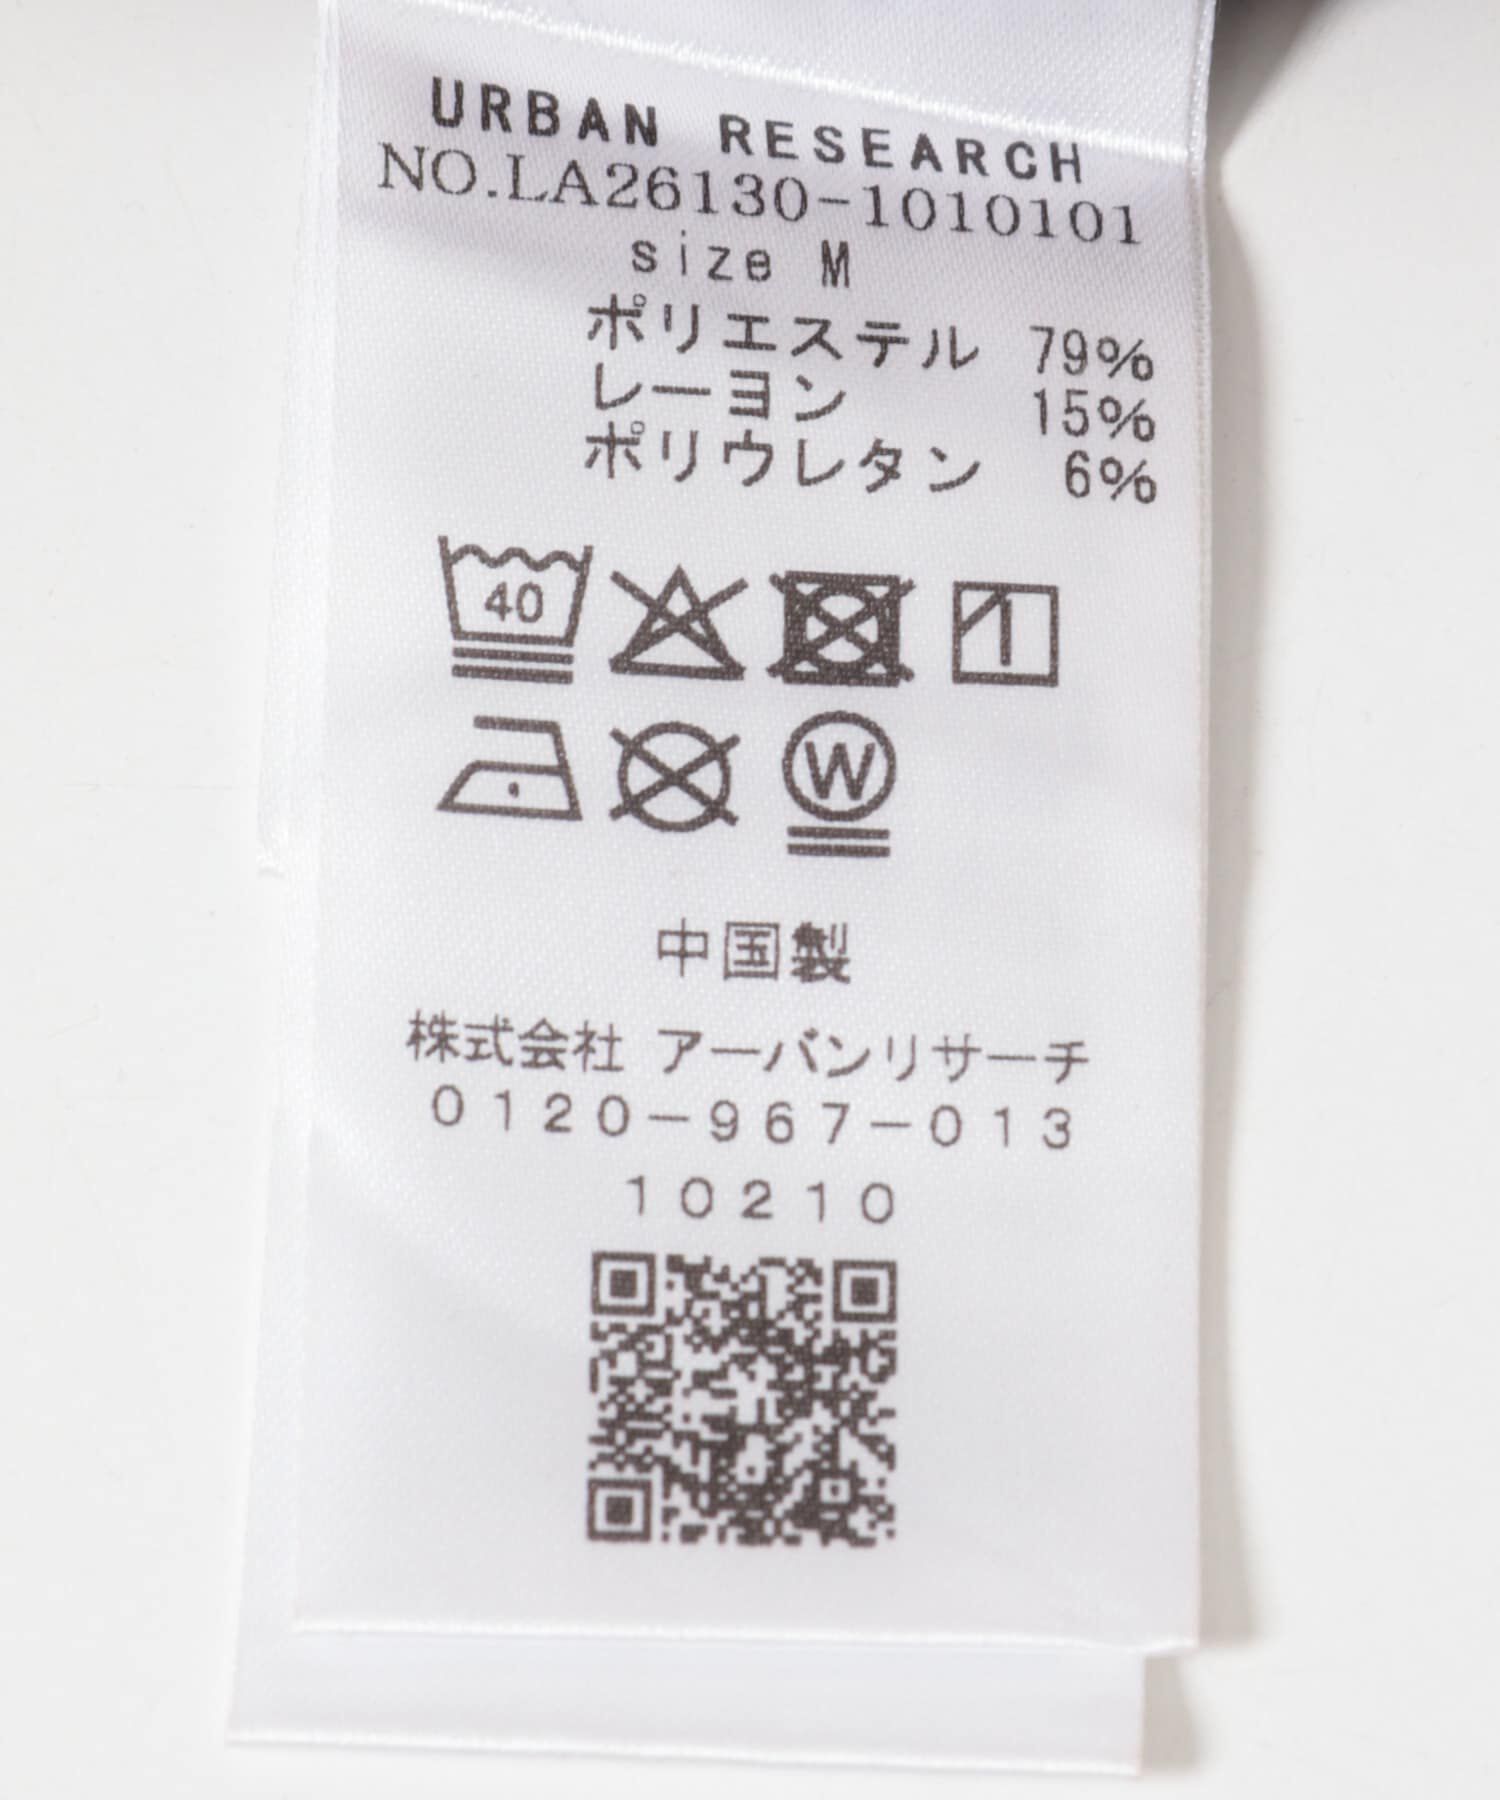 URBAN RESEARCH
NO.LA26130-1010101
size M
ポリエステル 79%
レーヨン 15%
ポリウレタン 6%
40
W
中国製
株式会社 アーバンリサーチ
0120-967-013
10210